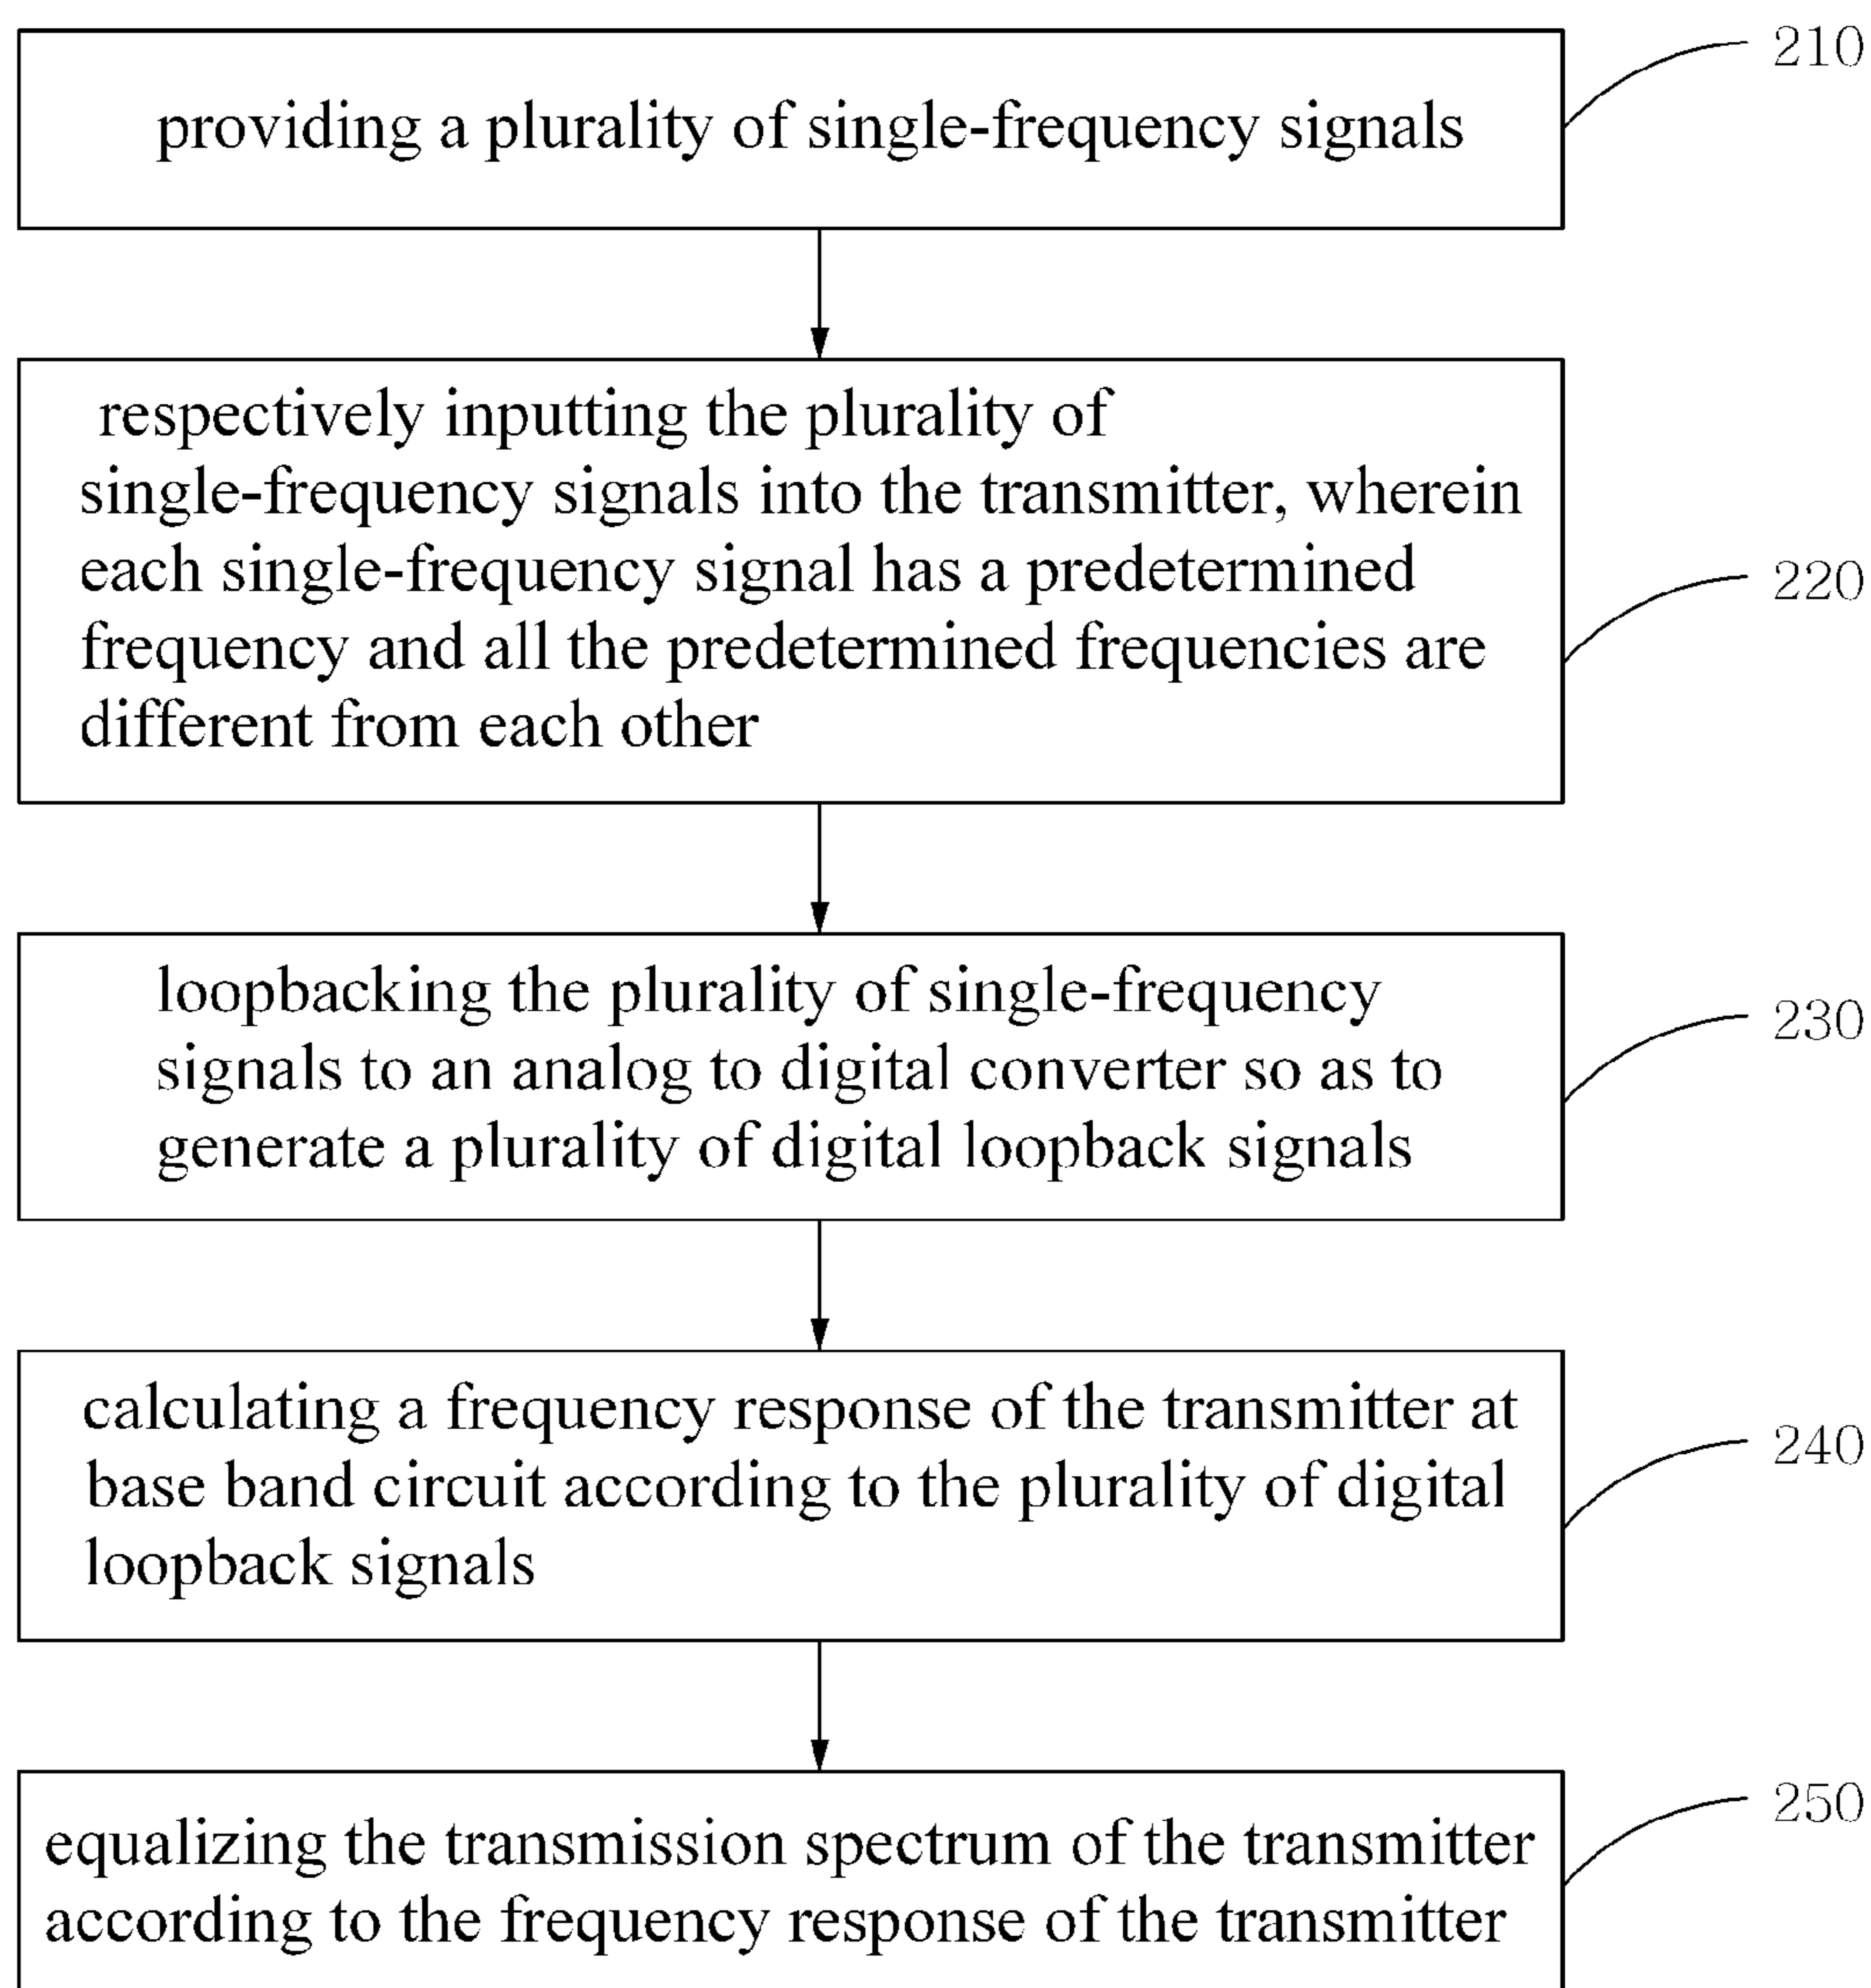 providing a plurality of single-frequency signals
210
respectively inputting the plurality of
single-frequency signals into the transmitter, wherein
each single-frequency signal has a predetermined
frequency and all the predetermined frequencies are
different from each other
220
loopbacking the plurality of single-frequency
signals to an analog to digital converter so as to
generate a plurality of digital loopback signals
230
calculating a frequency response of the transmitter at
base band circuit according to the plurality of digital
loopback signals
240
equalizing the transmission spectrum of the transmitter
according to the frequency response of the transmitter
250